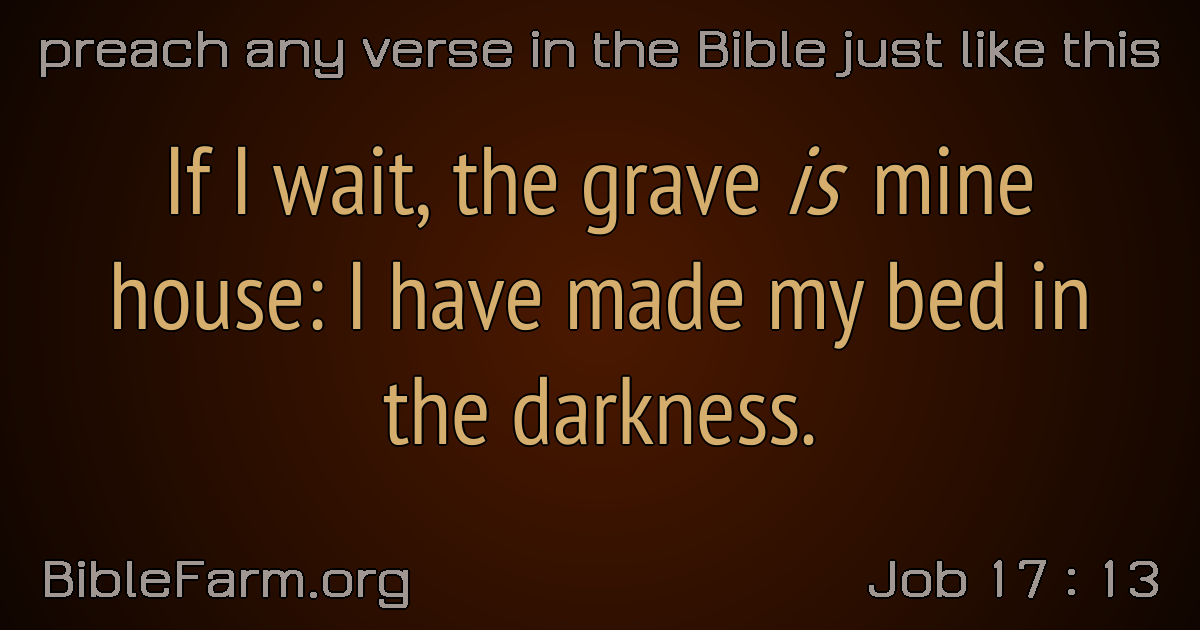 preach any verse in the Bible just like this
If I wait, the grave is mine
house: I have made my bed in
the darkness.
BibleFarm.org
Job 17 : 13